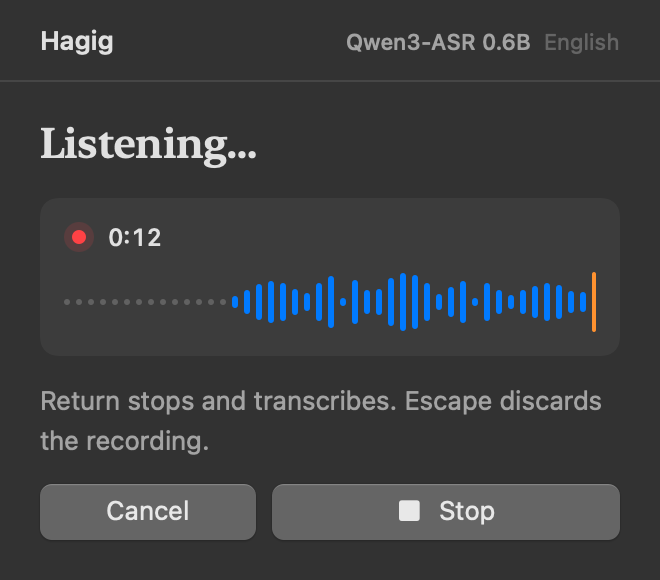 Hagig
Qwen3-ASR 0.6B English
Listening...
0:12
Return stops and transcribes. Escape discards
the recording.
Cancel
Stop